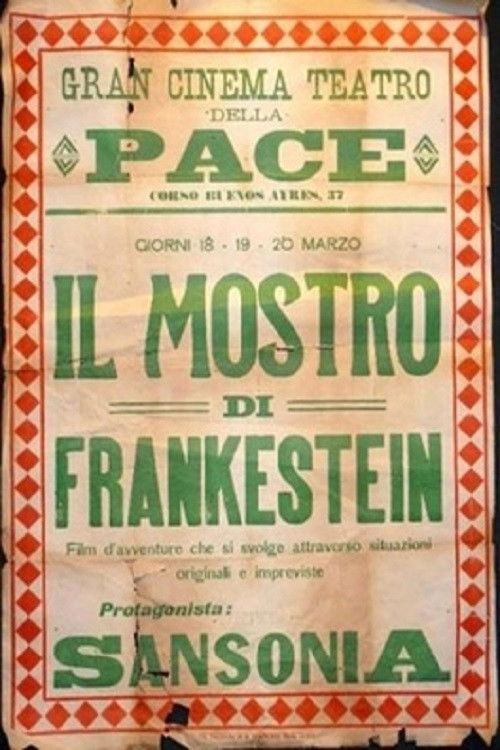 GRAN CINEMA TEATRO
DELLA
PACE
CORSO BUENOS AYRES, 37
GIORNI 18 - 19 - 20 MARZO
IL MOSTRO
DI
FRANKESTEIN
Film d'avventure che si svolge attraverso situazioni
originali e impreviste
Protagonista:
SANSONIA